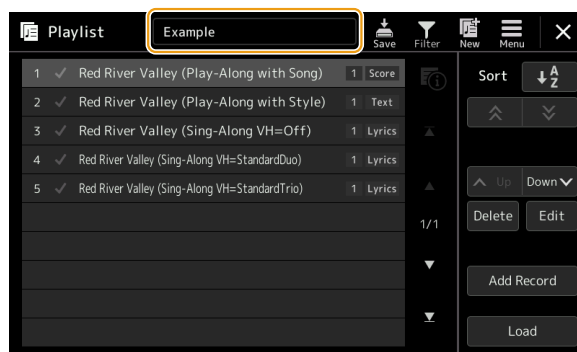 Playlist Example Save Filter New Menu
1 Red River Valley (Play-Along with Song) 1 Score
2 Red River Valley (Play-Along with Style) 1 Text
3 Red River Valley (Sing-Along VH=Off) 1 Lyrics
4 Red River Valley (Sing-Along VH=StandardDuo) 1 Lyrics
5 Red River Valley (Sing-Along VH=StandardTrio) 1 Lyrics
1/1
Sort A Z
Up Down
Delete Edit
Add Record
Load